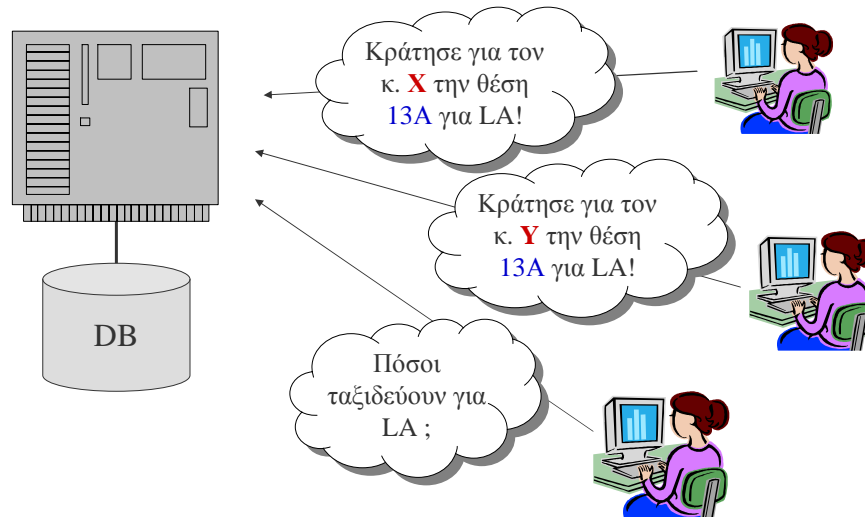 Κράτησε για τον
κ. X την θέση
13A για LA!
Κράτησε για τον
κ. Y την θέση
13A για LA!
DB
Πόσοι
ταξιδεύουν για
LA ;